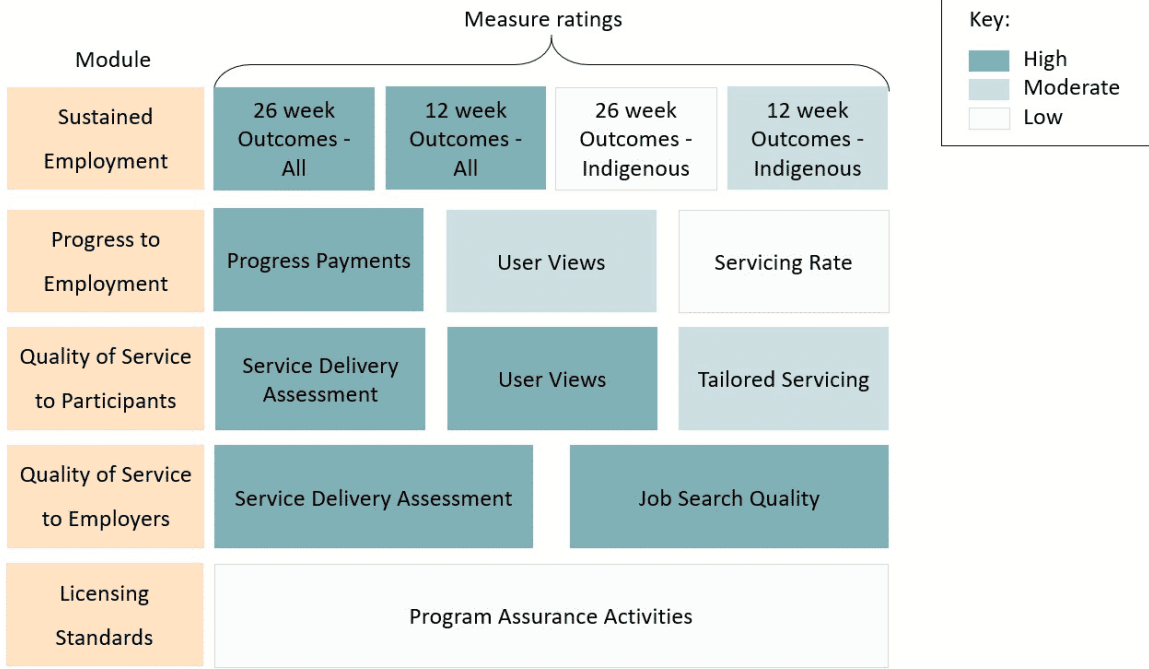 Measure ratings
Key:
High
Moderate
Low
Module
Sustained
Employment
26 week
Outcomes -
All
12 week
Outcomes -
All
26 week
Outcomes -
Indigenous
12 week
Outcomes -
Indigenous
Progress to
Employment
Progress Payments
User Views
Servicing Rate
Quality of Service
to Participants
Service Delivery
Assessment
User Views
Tailored Servicing
Quality of Service
to Employers
Service Delivery Assessment
Job Search Quality
Licensing
Standards
Program Assurance Activities